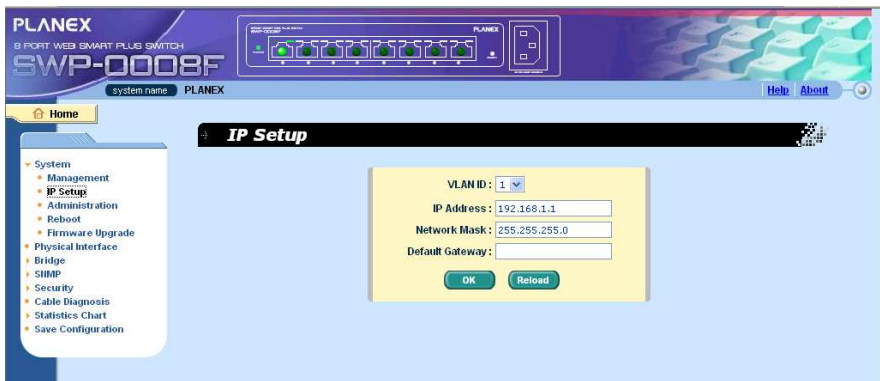 PLANEX
8 PORT WEB SMART PLUS SWITCH
SWP-0008F
PLANEX
system name PLANEX
Help About
Home
IP Setup
System
Management
IP Setup
Administration
Reboot
Firmware Upgrade
Physical Interface
Bridge
SNMP
Security
Cable Diagnosis
Statistics Chart
Save Configuration
VLAN ID : 1
IP Address : 192.168.1.1
Network Mask : 255.255.255.0
Default Gateway :
OK Reload